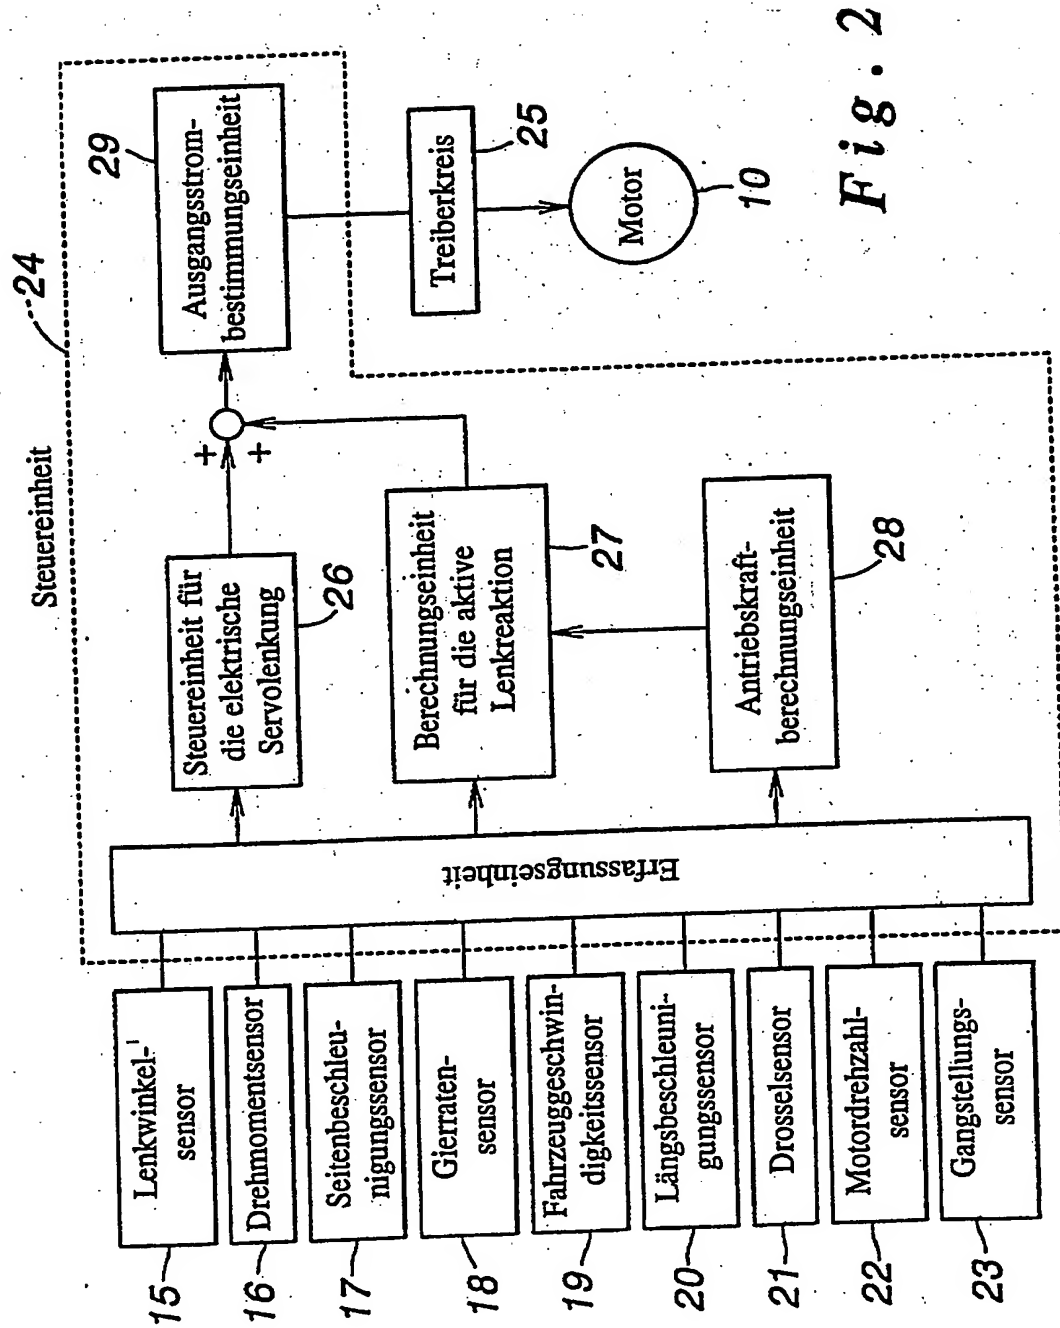 Steuereinheit
24
Lenkwinkel-
sensor
15
Drehmomentsensor
16
Seitenbeschleu-
nigungssensor
17
Gierraten-
sensor
18
Fahrzeuggeschwin-
digkeitssensor
19
Längsbeschleuni-
gungssensor
20
Drosselsensor
21
Motordrehzahl-
sensor
22
Gangstellungs-
sensor
23
Erfassungseinheit
Steuereinheit für
die elektrische
Servolenkung
26
Berechnungseinheit
für die aktive
Lenkreaktion
27
Antriebskraft-
berechnungseinheit
28
+
+
Ausgangsstrom-
bestimmungseinheit
29
Treiberkreis
25
Motor
10
Fig. 2